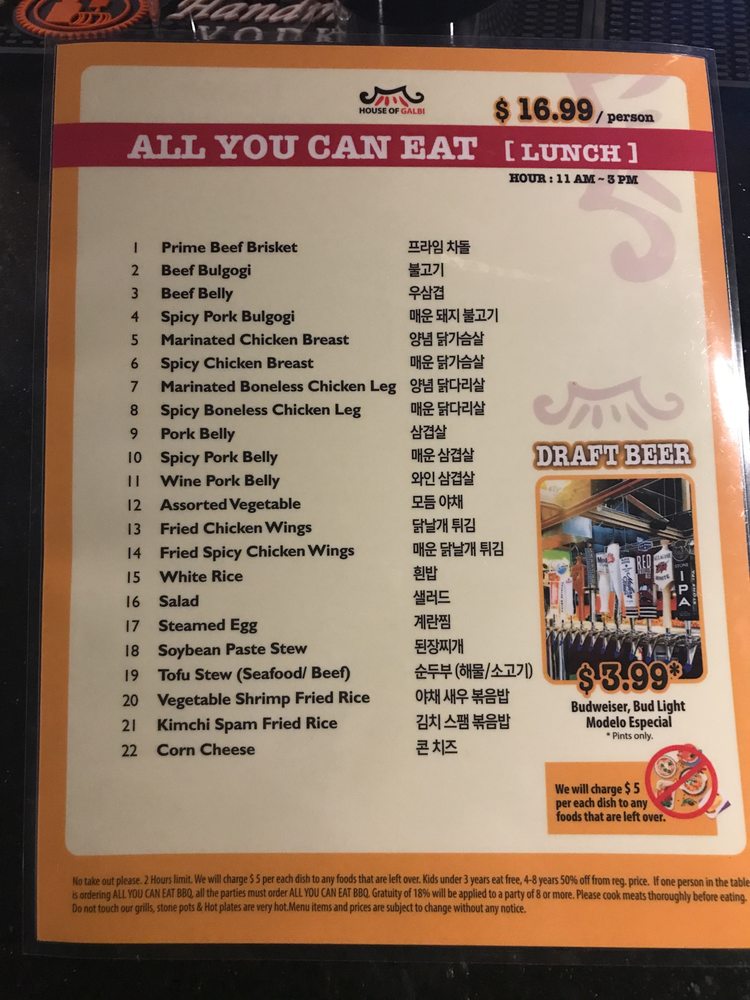 Handm
YORK
HOUSE OF GALBI
$ 16.99 / person
ALL YOU CAN EAT [ LUNCH ]
HOUR : 11 AM ~ 3 PM
1 Prime Beef Brisket 프라임 차돌
2 Beef Bulgogi 불고기
3 Beef Belly 우삼겹
4 Spicy Pork Bulgogi 매운 돼지 불고기
5 Marinated Chicken Breast 양념 닭가슴살
6 Spicy Chicken Breast 매운 닭가슴살
7 Marinated Boneless Chicken Leg 양념 닭다리살
8 Spicy Boneless Chicken Leg 매운 닭다리살
9 Pork Belly 삼겹살
10 Spicy Pork Belly 매운 삼겹살
11 Wine Pork Belly 와인 삼겹살
12 Assorted Vegetable 모듬 야채
13 Fried Chicken Wings 닭날개 튀김
14 Fried Spicy Chicken Wings 매운 닭날개 튀김
15 White Rice 흰밥
16 Salad 샐러드
17 Steamed Egg 계란찜
18 Soybean Paste Stew 된장찌개
19 Tofu Stew (Seafood/ Beef) 순두부 (해물/소고기)
20 Vegetable Shrimp Fried Rice 야채 새우 볶음밥
21 Kimchi Spam Fried Rice 김치 스팸 볶음밥
22 Corn Cheese 콘 치즈
DRAFT BEER
RED
WHITE
STONE
IPA
$ 3.99*
Budweiser, Bud Light
Modelo Especial
* Pints only.
We will charge $ 5
per each dish to any
foods that are left over.
No take out please. 2 Hours limit. We will charge $ 5 per each dish to any foods that are left over. Kids under 3 years eat free, 4-8 years 50% off from reg. price. If one person in the table
is ordering ALL YOU CAN EAT BBQ, all the parties must order ALL YOU CAN EAT BBQ. Gratuity of 18% will be applied to a party of 8 or more. Please cook meats thoroughly before eating.
Do not touch our grills, stone pots & Hot plates are very hot.Menu items and prices are subject to change without any notice.